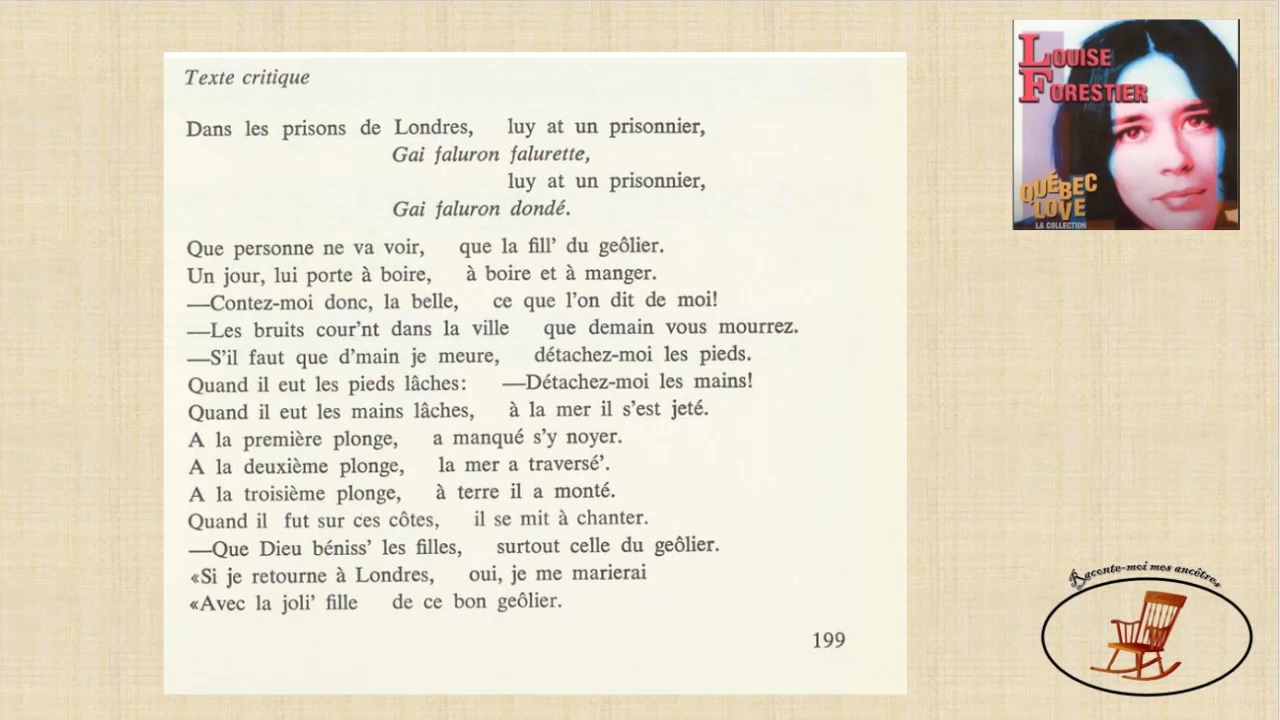 Texte critique
Dans les prisons de Londres, luy at un prisonnier,
Gai faluron falurette,
luy at un prisonnier,
Gai faluron dondé.
Que personne ne va voir, que la fill' du geôlier.
Un jour, lui porte à boire, à boire et à manger.
—Contez-moi donc, la belle, ce que l'on dit de moi!
—Les bruits cour'nt dans la ville que demain vous mourrez.
—S'il faut que d'main je meure, détachez-moi les pieds.
Quand il eut les pieds lâches: —Détachez-moi les mains!
Quand il eut les mains lâches, à la mer il s'est jeté.
A la première plonge, a manqué s'y noyer.
A la deuxième plonge, la mer a traversé'.
A la troisième plonge, à terre il a monté.
Quand il fut sur ces côtes, il se mit à chanter.
—Que Dieu béniss' les filles, surtout celle du geôlier.
«Si je retourne à Londres, oui, je me marierai
«Avec la joli' fille de ce bon geôlier.
199
LOUISE
FORESTIER
QUÉBEC
LOVE
LA COLLECTION
Raconte-moi mes ancêtres